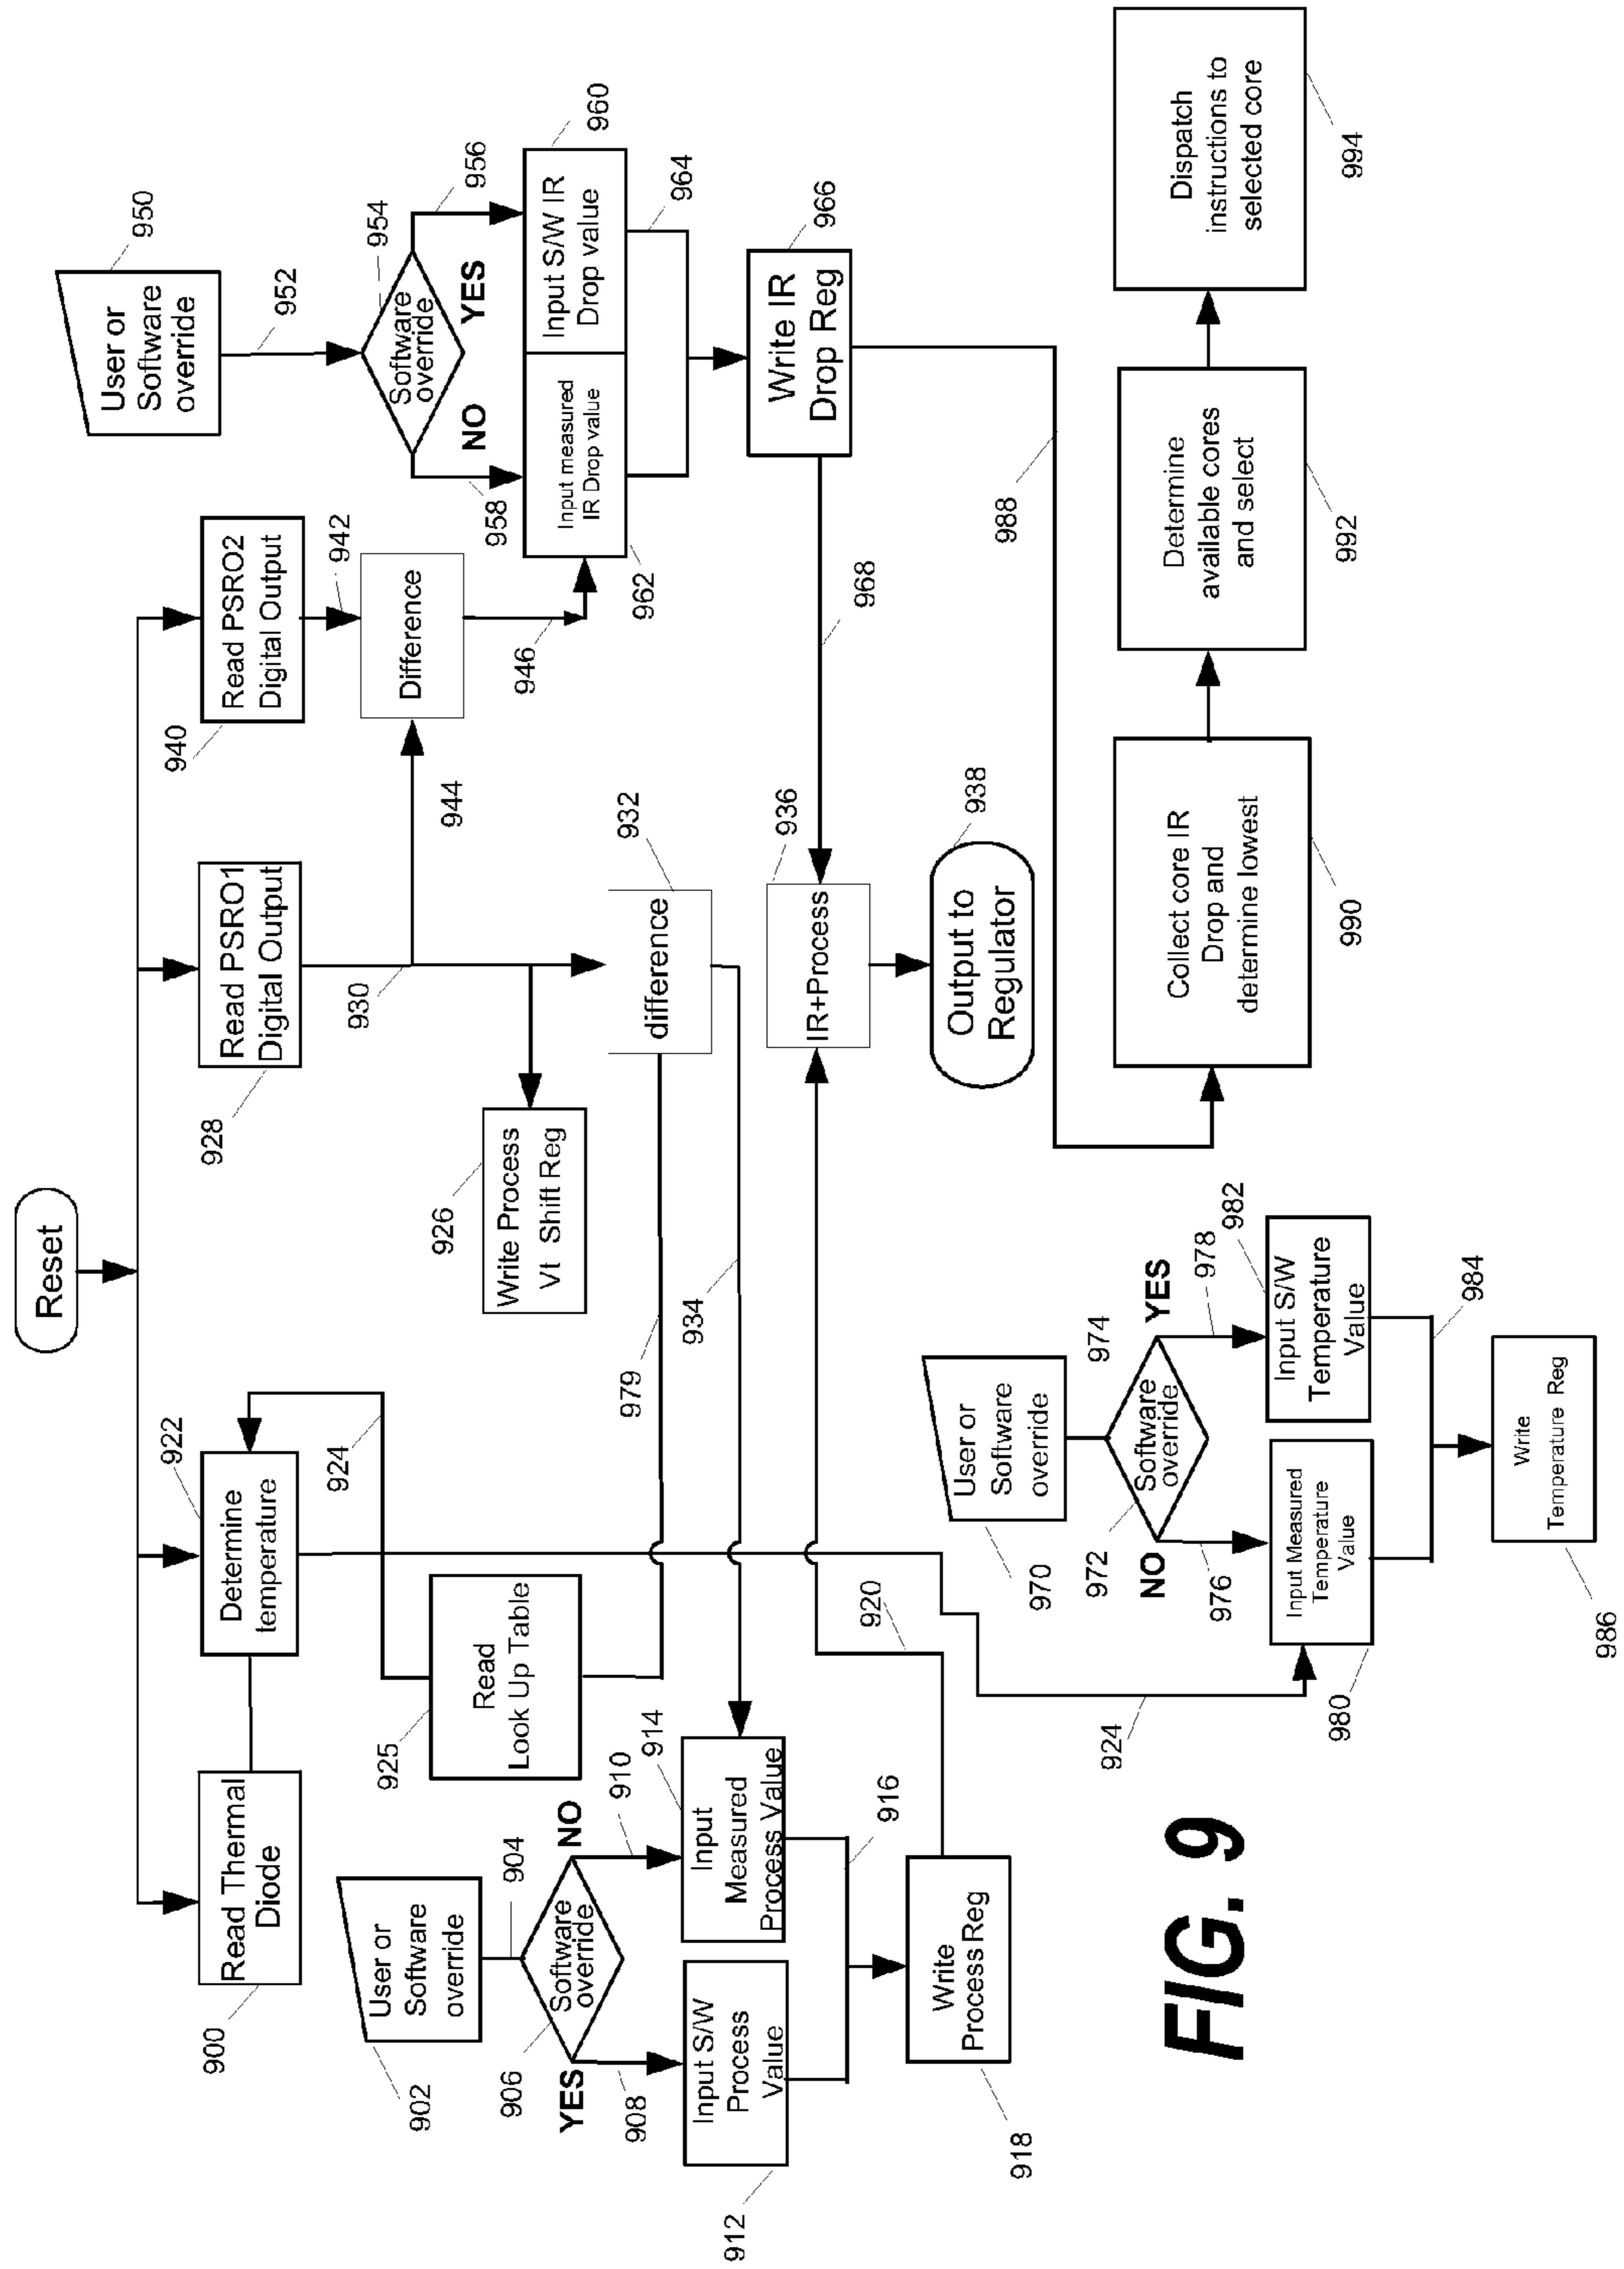 Reset
900
Read Thermal
Diode
922
Determine
temperature
924
925
Read
Look Up Table
928
Read PSRO1
Digital Output
930
944
940
Read PSRO2
Digital Output
942
Difference
946
950
User or
Software
override
952
954
Software
override
NO
YES
958
956
960
Input measured
IR Drop value
Input S/W IR
Drop value
962
964
966
Write IR
Drop Reg
968
988
926
Write Process
Vt Shift Reg
932
difference
979
934
936
IR+Process
938
Output to
Regulator
902
User or
Software
override
904
906
Software
override
YES
NO
908
910
914
912
Input S/W
Process
Value
Input
Measured
Process Value
916
918
Write
Process Reg
920
924
970
User or
Software
override
972
974
Software
override
NO
YES
976
978
982
980
Input Measured
Temperature
Value
Input S/W
Temperature
Value
984
986
Write
Temperature Reg
990
Collect core IR
Drop and
determine lowest
992
Determine
available cores
and select
994
Dispatch
instructions to
selected core
FIG. 9